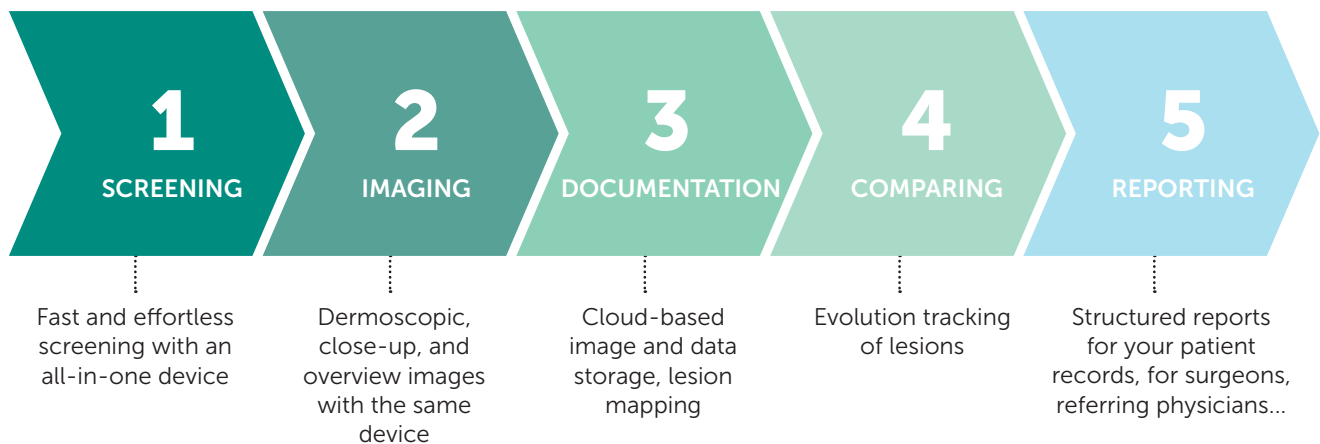 1
SCREENING
Fast and effortless
screening with an
all-in-one device
2
IMAGING
Dermoscopic,
close-up, and
overview images
with the same
device
3
DOCUMENTATION
Cloud-based
image and data
storage, lesion
mapping
4
COMPARING
Evolution tracking
of lesions
5
REPORTING
Structured reports
for your patient
records, for surgeons,
referring physicians...